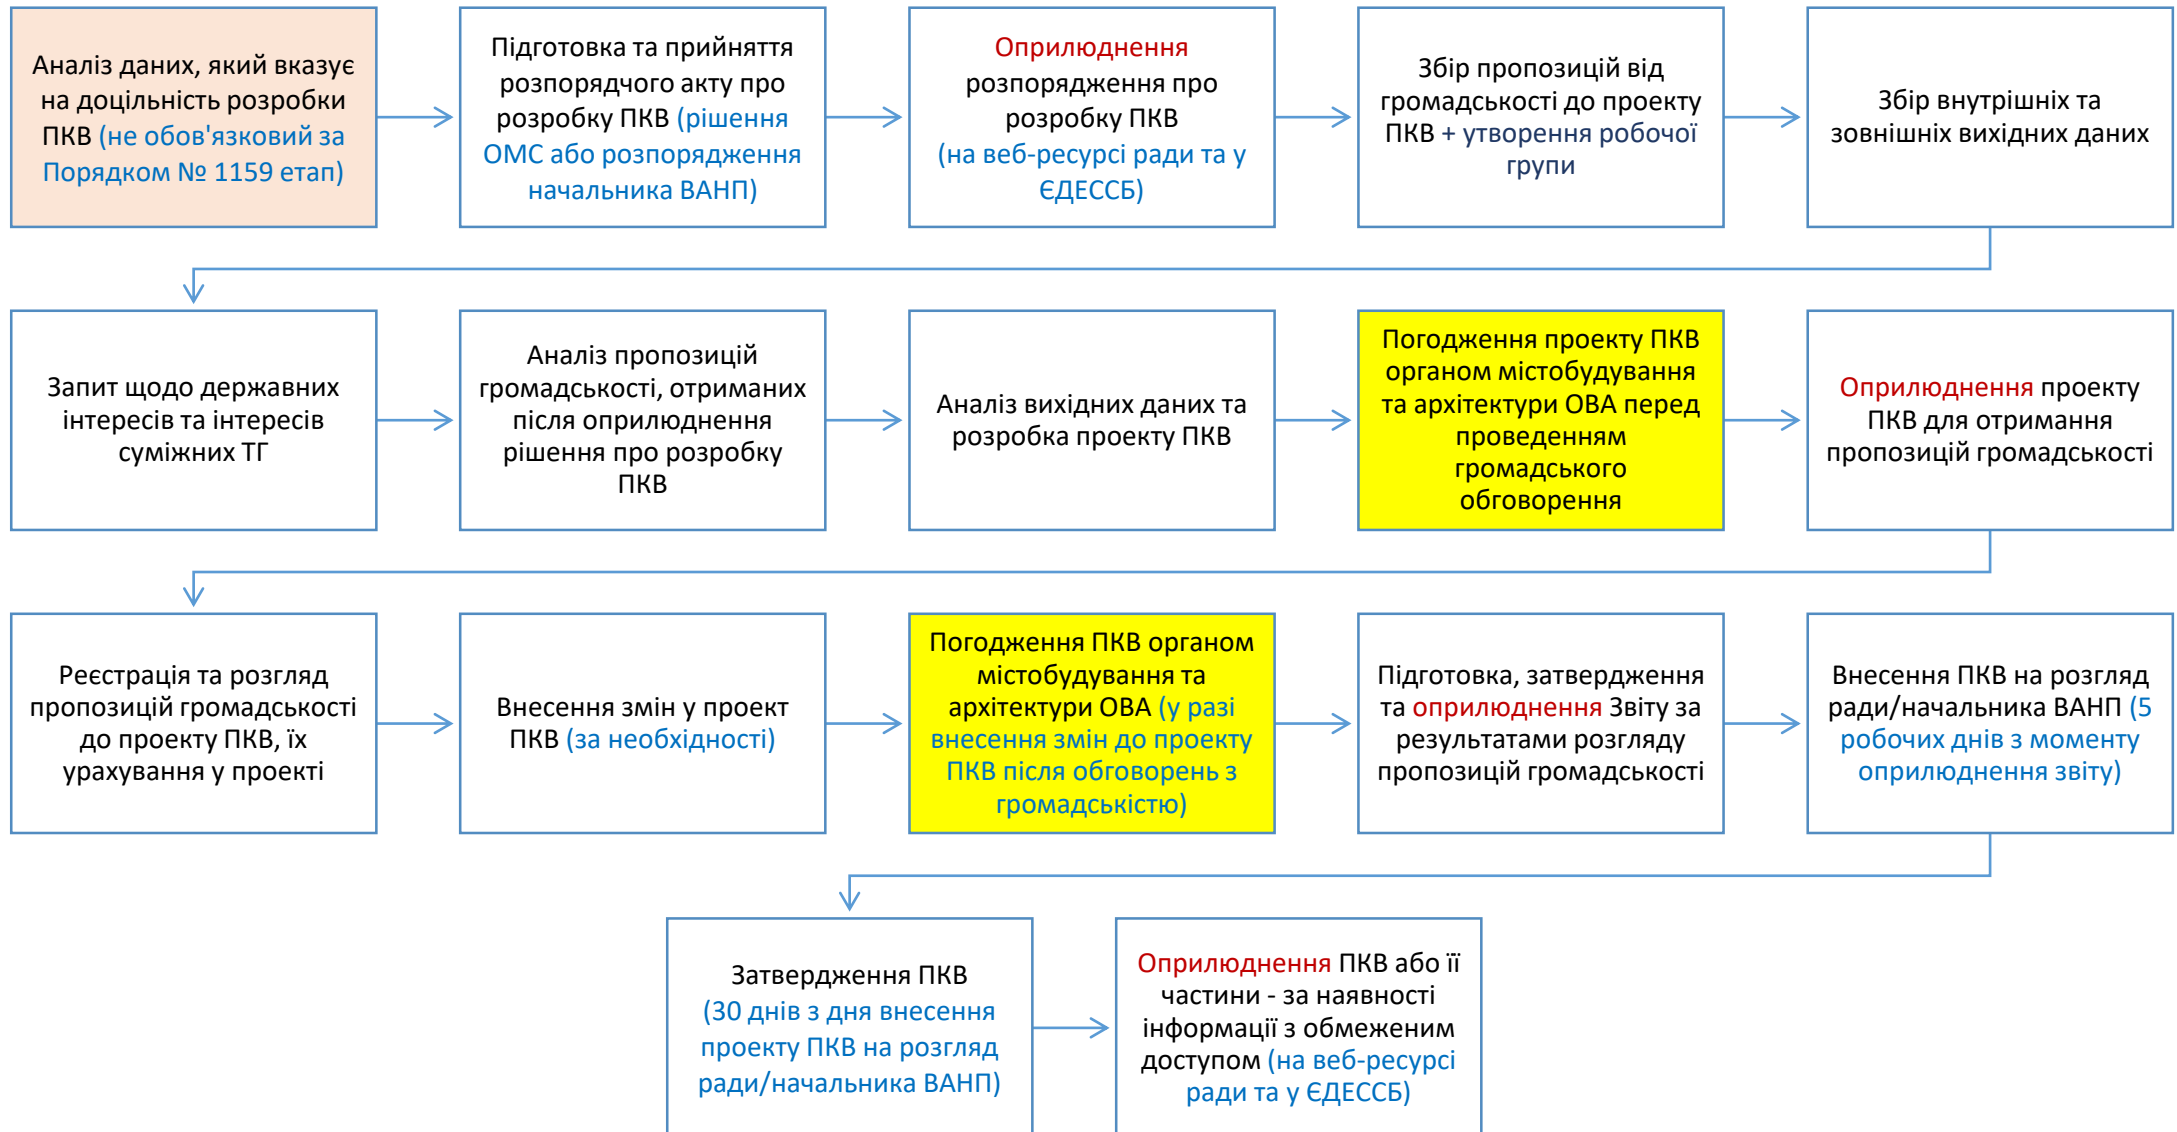 Аналіз даних, який вказує
на доцільність розробки
ПКВ (не обов'язковий за
Порядком № 1159 етап)
Підготовка та прийняття
розпорядчого акту про
розробку ПКВ (рішення
ОМС або розпорядження
начальника ВАНП)
Оприлюднення
розпорядження про
розробку ПКВ
(на веб-ресурсі ради та у
ЄДЕССБ)
Збір пропозицій від
громадськості до проекту
ПКВ + утворення робочої
групи
Збір внутрішніх та
зовнішніх вихідних даних
Запит щодо державних
інтересів та інтересів
суміжних ТГ
Аналіз пропозицій
громадськості, отриманих
після оприлюднення
рішення про розробку
ПКВ
Аналіз вихідних даних та
розробка проекту ПКВ
Погодження проекту ПКВ
органом містобудування
та архітектури ОВА перед
проведенням
громадського
обговорення
Оприлюднення проекту
ПКВ для отримання
пропозицій громадськості
Реєстрація та розгляд
пропозицій громадськості
до проекту ПКВ, їх
урахування у проекті
Внесення змін у проект
ПКВ (за необхідності)
Погодження ПКВ органом
містобудування та
архітектури ОВА (у разі
внесення змін до проекту
ПКВ після обговорень з
громадськістю)
Підготовка, затвердження
та оприлюднення Звіту за
результатами розгляду
пропозицій громадськості
Внесення ПКВ на розгляд
ради/начальника ВАНП (5
робочих днів з моменту
оприлюднення звіту)
Затвердження ПКВ
(30 днів з дня внесення
проекту ПКВ на розгляд
ради/начальника ВАНП)
Оприлюднення ПКВ або її
частини - за наявності
інформації з обмеженим
доступом (на веб-ресурсі
ради та у ЄДЕССБ)